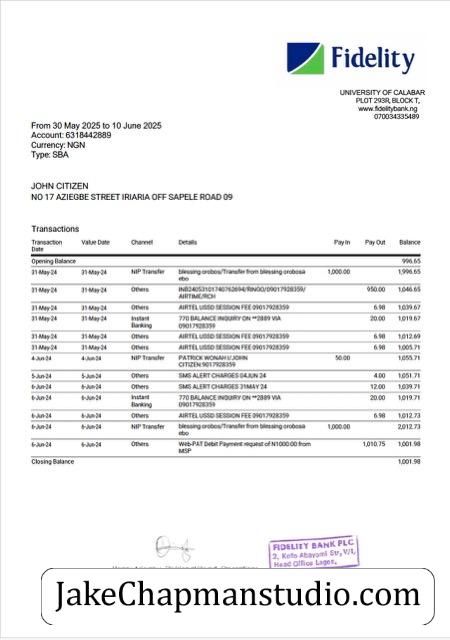 Fidelity
UNIVERSITY OF CALABAR
PLOT 293R, BLOCK T,
www.fidelitybank.ng
070034335489
From 30 May 2025 to 10 June 2025
Account: 6318442889
Currency: NGN
Type: SBA
JOHN CITIZEN
NO 17 AZIEGBE STREET IRIARIA OFF SAPELE ROAD 09
Transactions
Transaction Date Value Date Channel Details Pay In Pay Out Balance
Opening Balance 996.65
31-May-24 31-May-24 NIP Transfer blessing orobos/Transfer from blessing orobosa 1,000.00 1,996.65
ebo
31-May-24 31-May-24 Others INB24053101740762694/RINGO/09017928359/ 950.00 1,046.65
AIRTIME/RCH
31-May-24 31-May-24 Others AIRTEL USSD SESSION FEE 09017928359 6.98 1,039.67
31-May-24 31-May-24 Instant Banking 770 BALANCE INQUIRY ON **2889 VIA 20.00 1,019.67
09017928359
31-May-24 31-May-24 Others AIRTEL USSD SESSION FEE 09017928359 6.98 1,012.69
31-May-24 31-May-24 Others AIRTEL USSD SESSION FEE 09017928359 6.98 1,005.71
4-Jun-24 4-Jun-24 NIP Transfer PATRICK WONAH I/JOHN 50.00 1,055.71
CITIZEN:9017928359
5-Jun-24 5-Jun-24 Others SMS ALERT CHARGES 04JUN 24 4.00 1,051.71
6-Jun-24 6-Jun-24 Others SMS ALERT CHARGES 31MAY 24 12.00 1,039.71
6-Jun-24 6-Jun-24 Instant Banking 770 BALANCE INQUIRY ON **2889 VIA 20.00 1,019.71
09017928359
6-Jun-24 6-Jun-24 Others AIRTEL USSD SESSION FEE 09017928359 6.98 1,012.73
6-Jun-24 6-Jun-24 NIP Transfer blessing orobos/Transfer from blessing orobosa 1,000.00 2,012.73
ebo
6-Jun-24 6-Jun-24 Others Web-PAT Debit Payment request of N1000.00 from 1,010.75 1,001.98
MSP
Closing Balance 1,001.98
FIDELITY BANK PLC
2, Kofo Abayomi Str, V/I,
Head Office Lagos,
JakeChapmanstudio.com